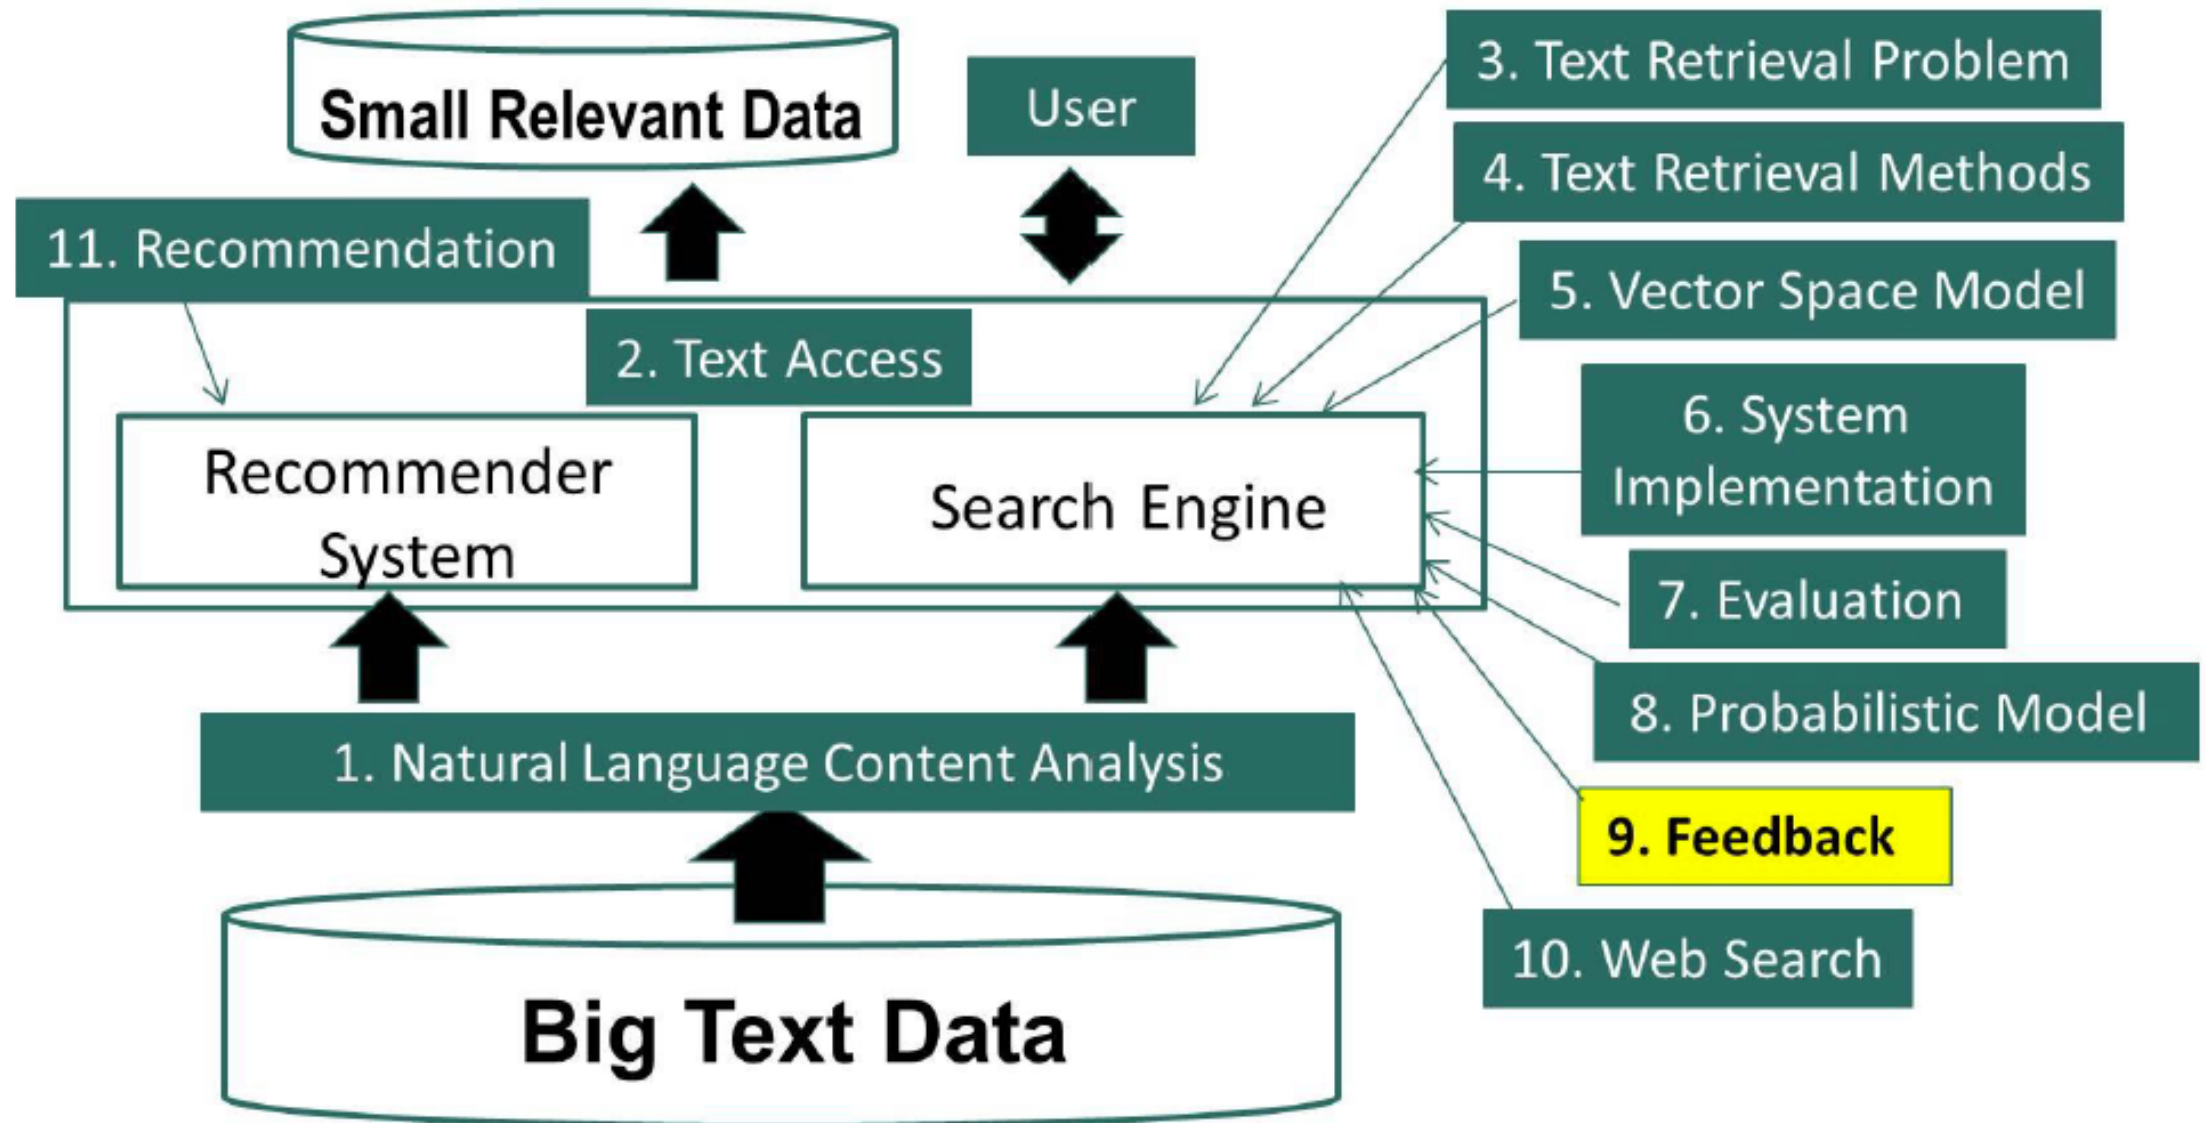 Small Relevant Data
User
3. Text Retrieval Problem
4. Text Retrieval Methods
11. Recommendation
5. Vector Space Model
2. Text Access
6. System
Implementation
Recommender
System
Search Engine
7. Evaluation
8. Probabilistic Model
1. Natural Language Content Analysis
9. Feedback
10. Web Search
Big Text Data